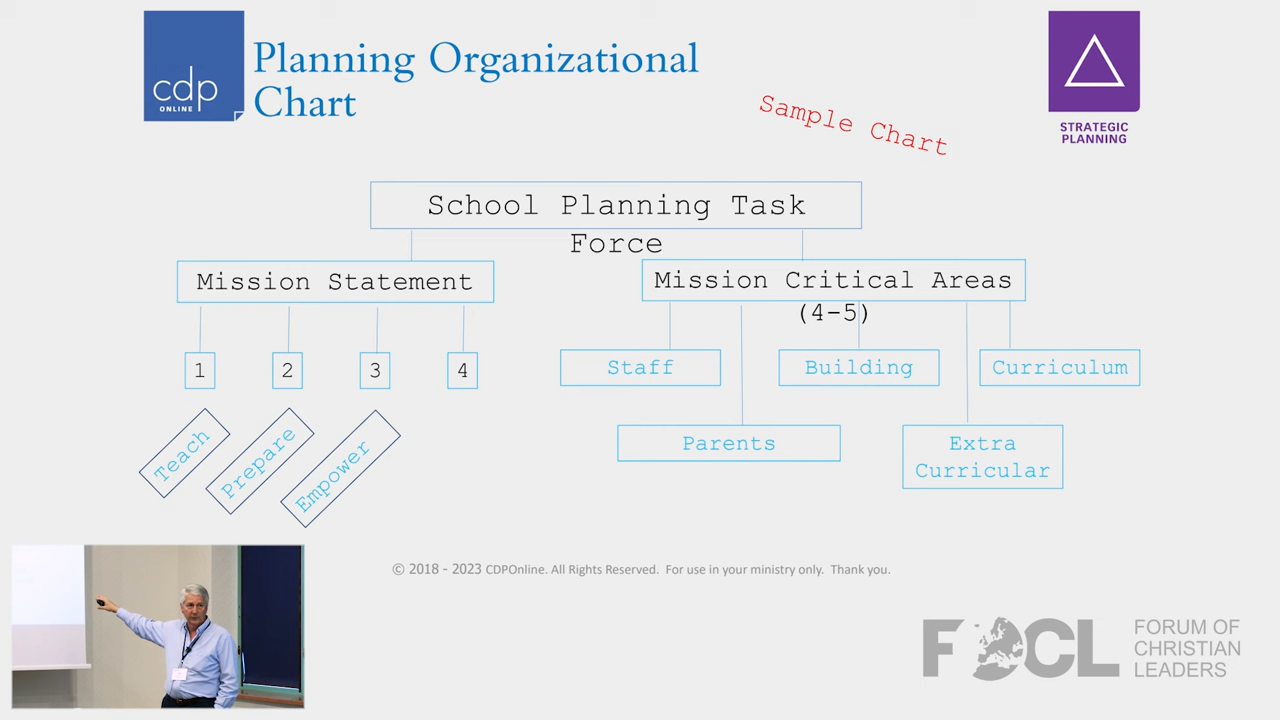 cdp
ONLINE
Planning Organizational
Chart
Sample Chart
STRATEGIC
PLANNING
School Planning Task
Force
Mission Statement
Mission Critical Areas
(4-5)
1
2
3
4
Staff
Building
Curriculum
Teach
Prepare
Empower
Parents
Extra
Curricular
© 2018 - 2023 CDPOnline. All Rights Reserved. For use in your ministry only. Thank you.
FOCL
FORUM OF
CHRISTIAN
LEADERS